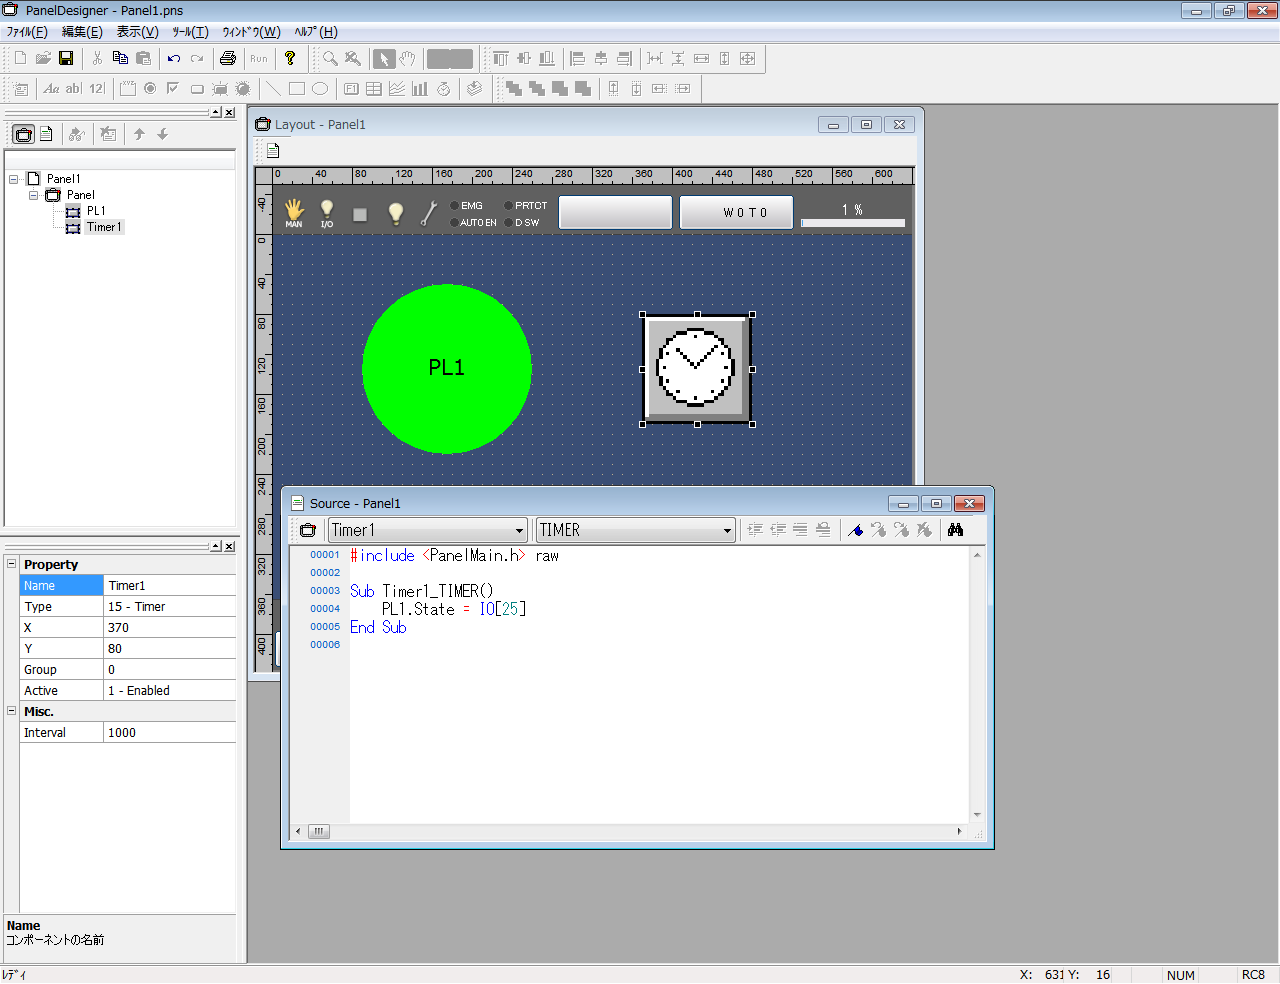 PanelDesigner - Panel1.pns
ﾌｧｲﾙ(F) 編集(E) 表示(V) ﾂｰﾙ(T) ｳｨﾝﾄﾞｳ(W) ﾍﾙﾌﾟ(H)
Run
Aa ab| 12|
XYZ
F1
Panel1
Panel
PL1
Timer1
Layout - Panel1
0 40 80 120 160 200 240 280 320 360 400 440 480 520 560 600
-40 0 40 80 120 160 200 240 280 320 360 400
MAN
I/O
EMG
AUTO EN
PRTCT
D SW
W 0 T 0
1 %
PL1
Source - Panel1
Timer1
TIMER
00001 #include <PanelMain.h> raw
00002
00003 Sub Timer1_TIMER()
00004 PL1.State = IO[25]
00005 End Sub
00006
Property
Name Timer1
Type 15 - Timer
X 370
Y 80
Group 0
Active 1 - Enabled
Misc.
Interval 1000
Name
コンポーネントの名前
ﾚﾃﾞｨ
X: 631 Y: 16
NUM
RC8